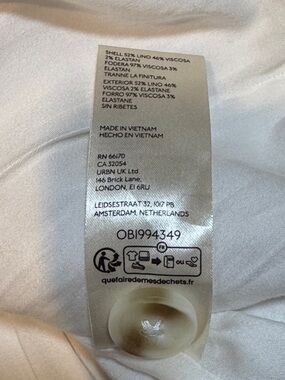 SHELL 52% LINO 46% VISCOSA
2% ELASTAN
FODERA 97% VISCOSA 3%
ELASTAN
TRANNE LA FINITURA
EXTERIOR 52% LINO 46%
VISCOSA 2% ELASTANE
FORRO 97% VISCOSA 3%
ELASTANE
SIN RIBETES
MADE IN VIETNAM
HECHO EN VIETNAM
RN 66170
CA 32054
URBN UK Ltd
146 Brick Lane,
LONDON, E1 6RU
LEIDSESTRAAT 32, 1017 PB
AMSTERDAM, NETHERLANDS
OB1994349
FR
OU
quefairedemesdechets.fr